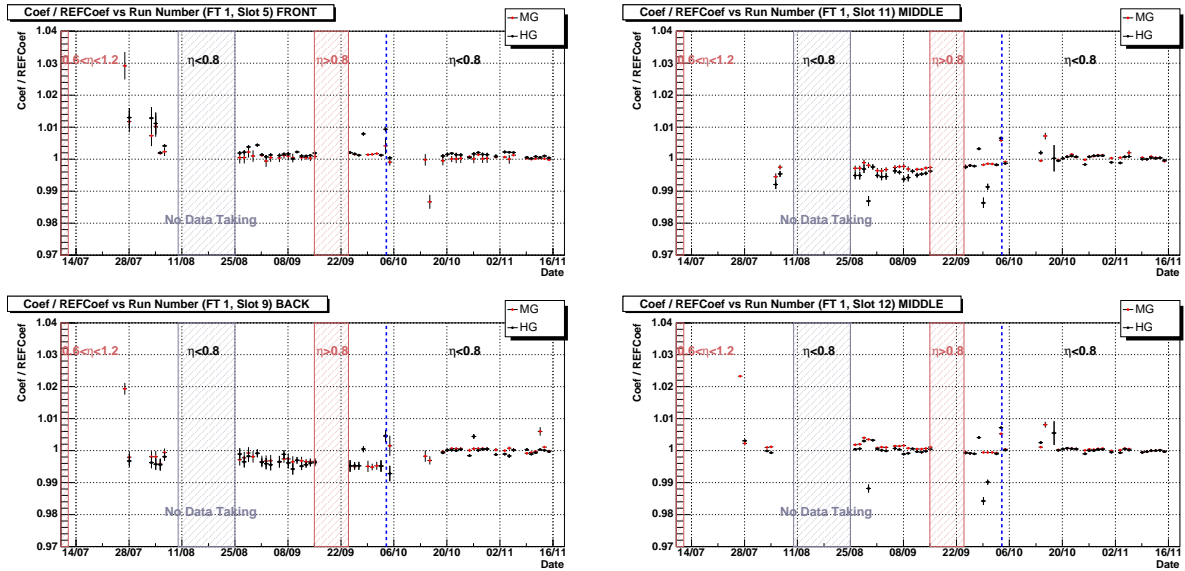 Coef / REFCoef vs Run Number (FT 1, Slot 5) FRONT
MG
HG
Coef / REFCoef
1.04
1.03
1.02
1.01
1
0.99
0.98
0.97
0.6<η<1.2
η<0.8
η>0.8
η<0.8
No Data Taking
14/07 28/07 11/08 25/08 08/09 22/09 06/10 20/10 02/11 16/11
Date
Coef / REFCoef vs Run Number (FT 1, Slot 11) MIDDLE
MG
HG
Coef / REFCoef
1.04
1.03
1.02
1.01
1
0.99
0.98
0.97
0.6<η<1.2
η<0.8
η>0.8
η<0.8
No Data Taking
14/07 28/07 11/08 25/08 08/09 22/09 06/10 20/10 02/11 16/11
Date
Coef / REFCoef vs Run Number (FT 1, Slot 9) BACK
MG
HG
Coef / REFCoef
1.04
1.03
1.02
1.01
1
0.99
0.98
0.97
0.6<η<1.2
η<0.8
η>0.8
η<0.8
No Data Taking
14/07 28/07 11/08 25/08 08/09 22/09 06/10 20/10 02/11 16/11
Date
Coef / REFCoef vs Run Number (FT 1, Slot 12) MIDDLE
MG
HG
Coef / REFCoef
1.04
1.03
1.02
1.01
1
0.99
0.98
0.97
0.6<η<1.2
η<0.8
η>0.8
η<0.8
No Data Taking
14/07 28/07 11/08 25/08 08/09 22/09 06/10 20/10 02/11 16/11
Date